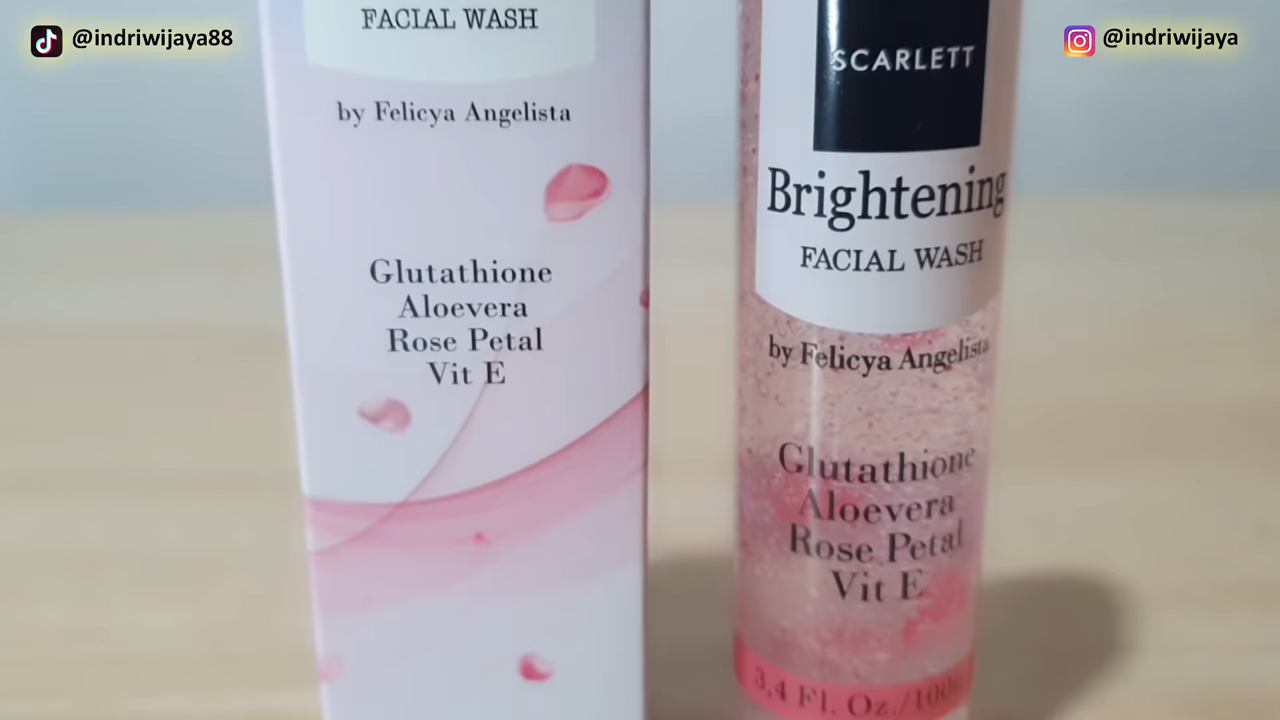 @indriwijaya88
@indriwijaya
FACIAL WASH
by Felicya Angelista
Glutathione
Aloevera
Rose Petal
Vit E
SCARLETT
Brightening
FACIAL WASH
by Felicya Angelista
Glutathione
Aloevera
Rose Petal
Vit E
3,4 Fl. Oz./100